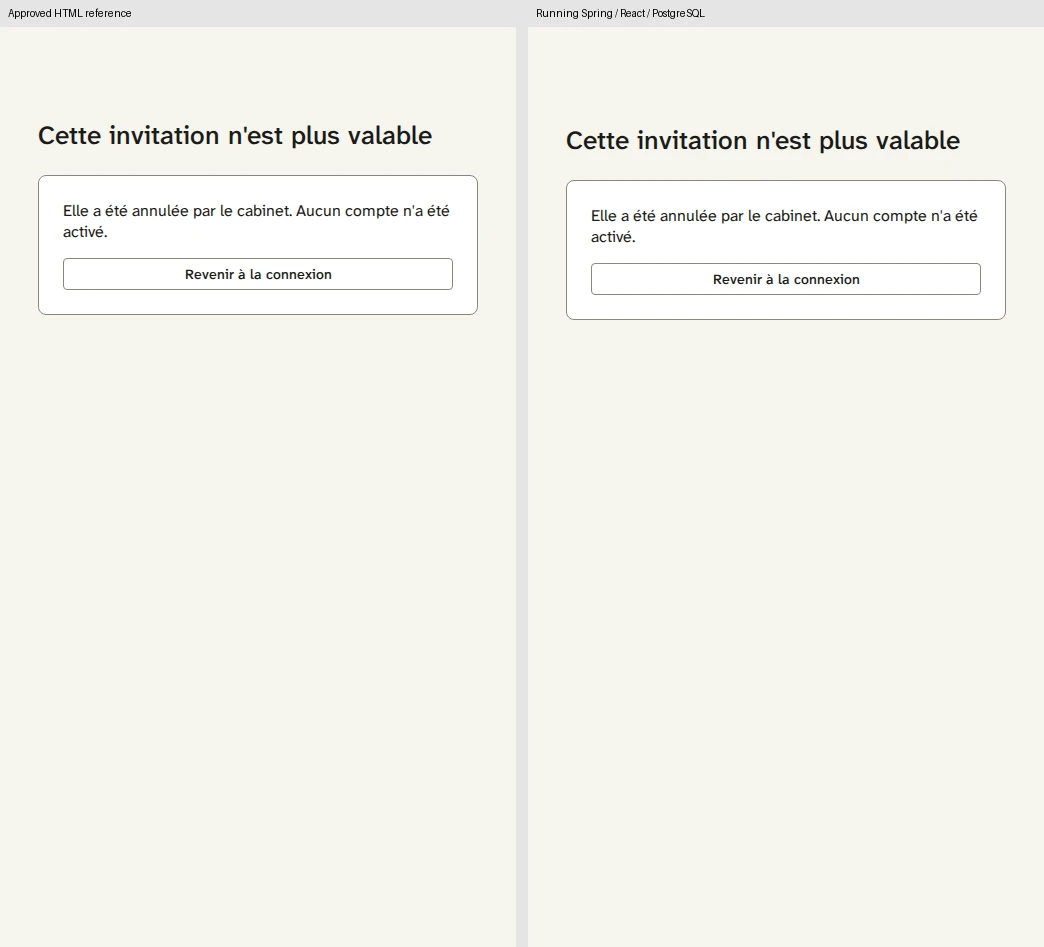 Approved HTML reference
Cette invitation n'est plus valable
Elle a été annulée par le cabinet. Aucun compte n'a été
activé.
Revenir à la connexion
Running Spring / React / PostgreSQL
Cette invitation n'est plus valable
Elle a été annulée par le cabinet. Aucun compte n'a été
activé.
Revenir à la connexion